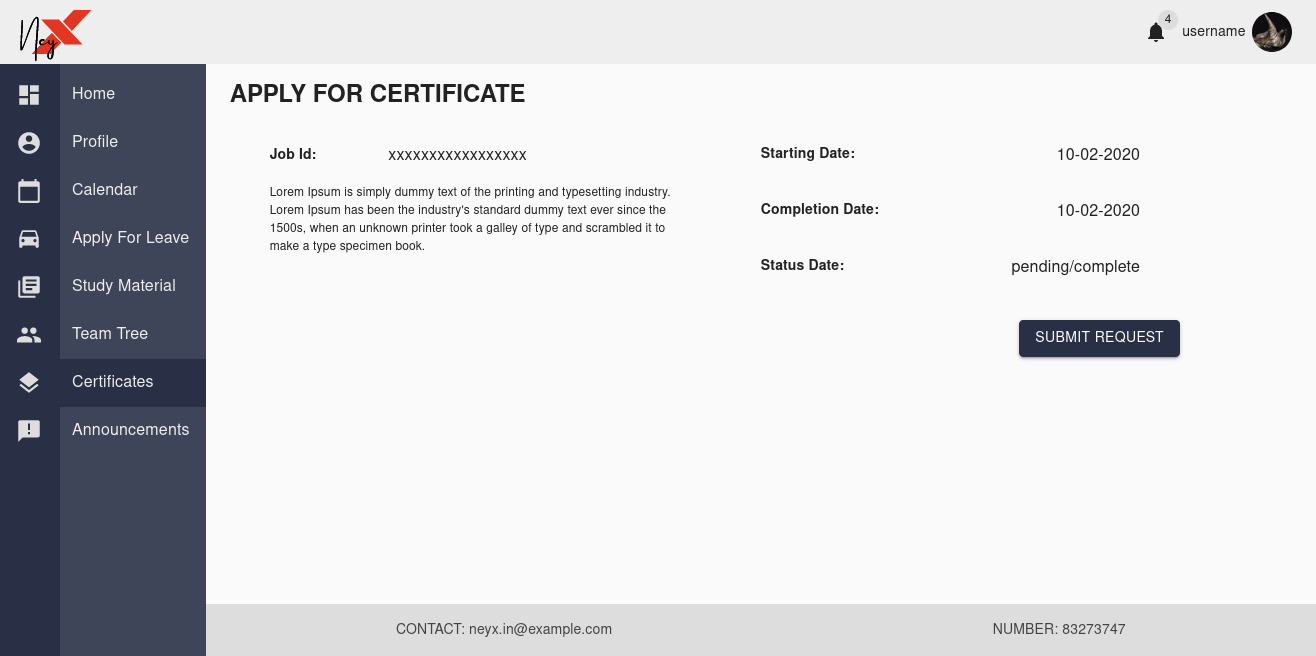 Ney X
4
username
Home
Profile
Calendar
Apply For Leave
Study Material
Team Tree
Certificates
Announcements
APPLY FOR CERTIFICATE
Job Id: xxxxxxxxxxxxxxxxx
Lorem Ipsum is simply dummy text of the printing and typesetting industry.
Lorem Ipsum has been the industry's standard dummy text ever since the
1500s, when an unknown printer took a galley of type and scrambled it to
make a type specimen book.
Starting Date: 10-02-2020
Completion Date: 10-02-2020
Status Date: pending/complete
SUBMIT REQUEST
CONTACT: neyx.in@example.com
NUMBER: 83273747